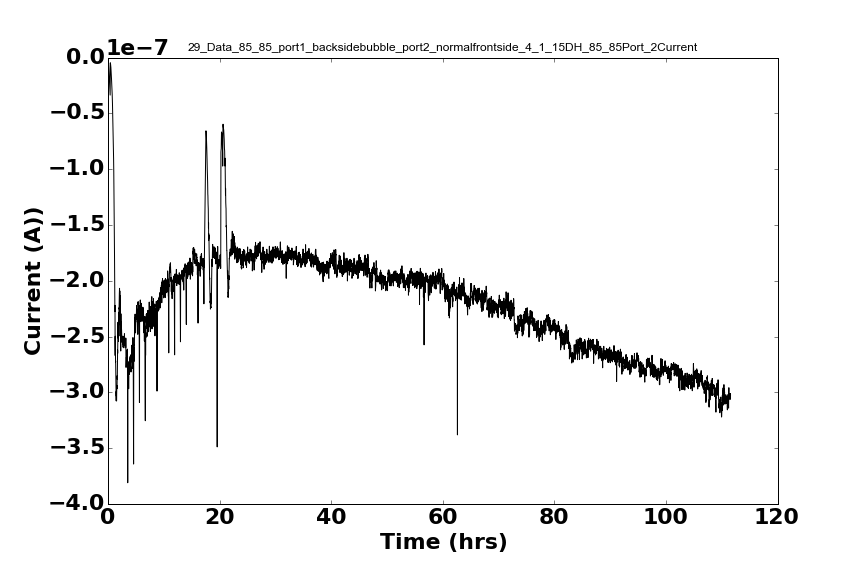 1e−7
29_Data_85_85_port1_backsidebubble_port2_normalfrontside_4_1_15DH_85_85Port_2Current
0.0
−0.5
−1.0
−1.5
−2.0
−2.5
−3.0
−3.5
−4.0
Current (A))
0 20 40 60 80 100 120
Time (hrs)